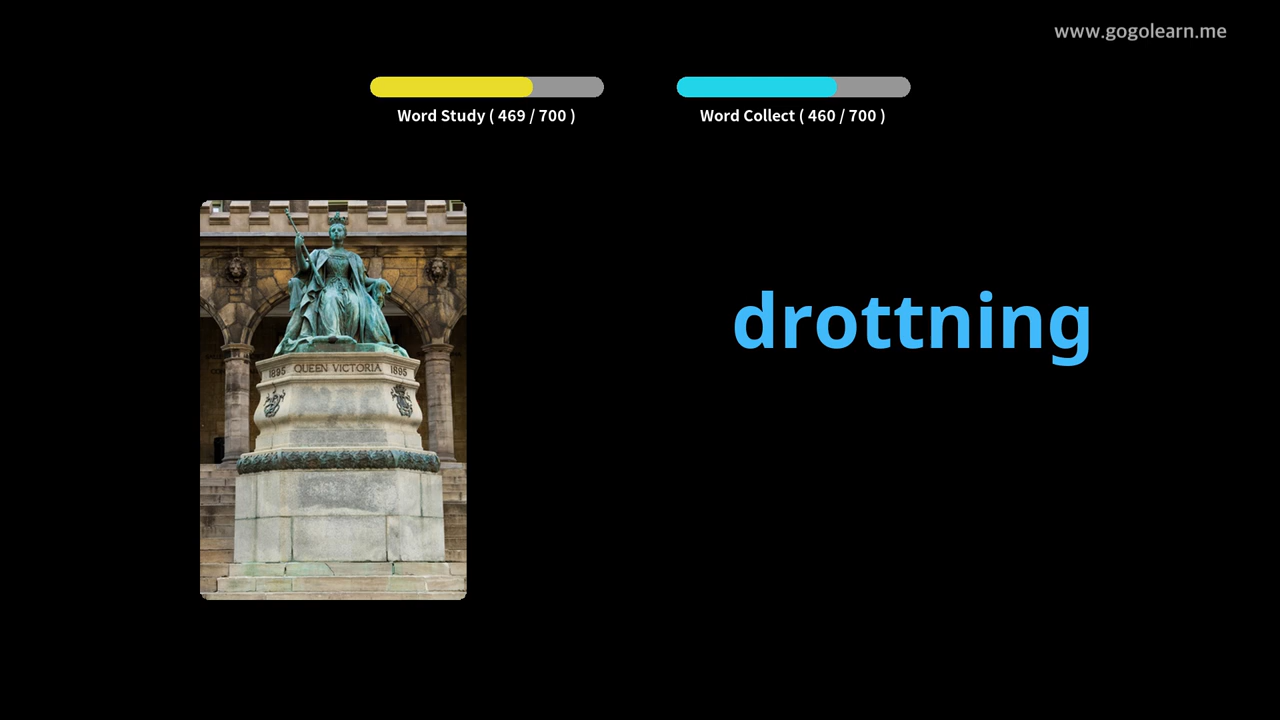 www.gogolearn.me
Word Study ( 469 / 700 )
Word Collect ( 460 / 700 )
drottning
1895 QUEEN VICTORIA 1895